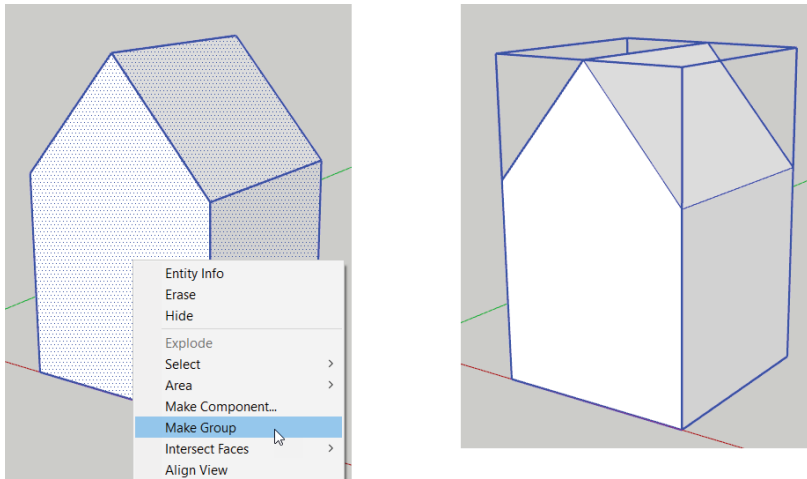 Entity Info
Erase
Hide
Explode
Select
Area
Make Component...
Make Group
Intersect Faces
Align View